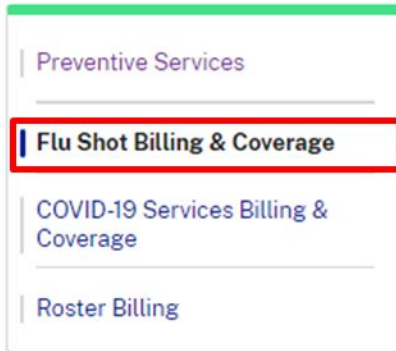 Preventive Services
Flu Shot Billing & Coverage
COVID-19 Services Billing &
Coverage
Roster Billing